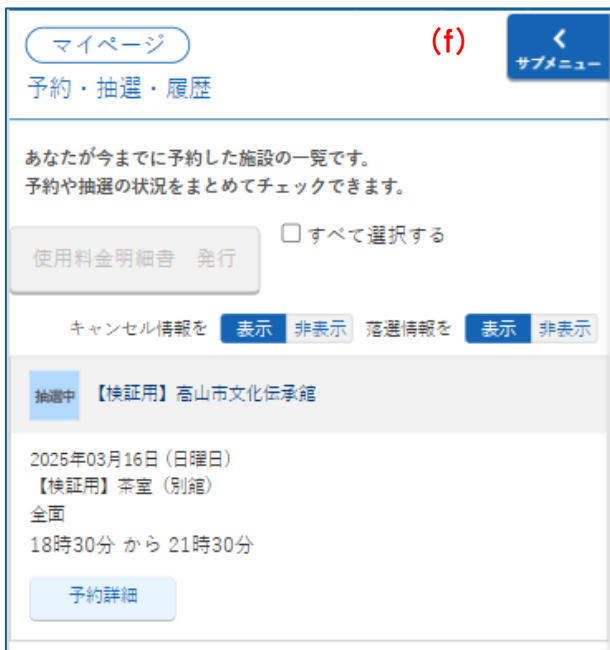 マイページ
(f)
サブメニュー
予約・抽選・履歴
あなたが今までに予約した施設の一覧です。
予約や抽選の状況をまとめてチェックできます。
すべて選択する
使用料金明細書 発行
キャンセル情報を 表示 非表示 落選情報を 表示 非表示
抽選中 【検証用】高山市文化伝承館
2025年03月16日(日曜日)
【検証用】茶室(別館)
全面
18時30分 から 21時30分
予約詳細